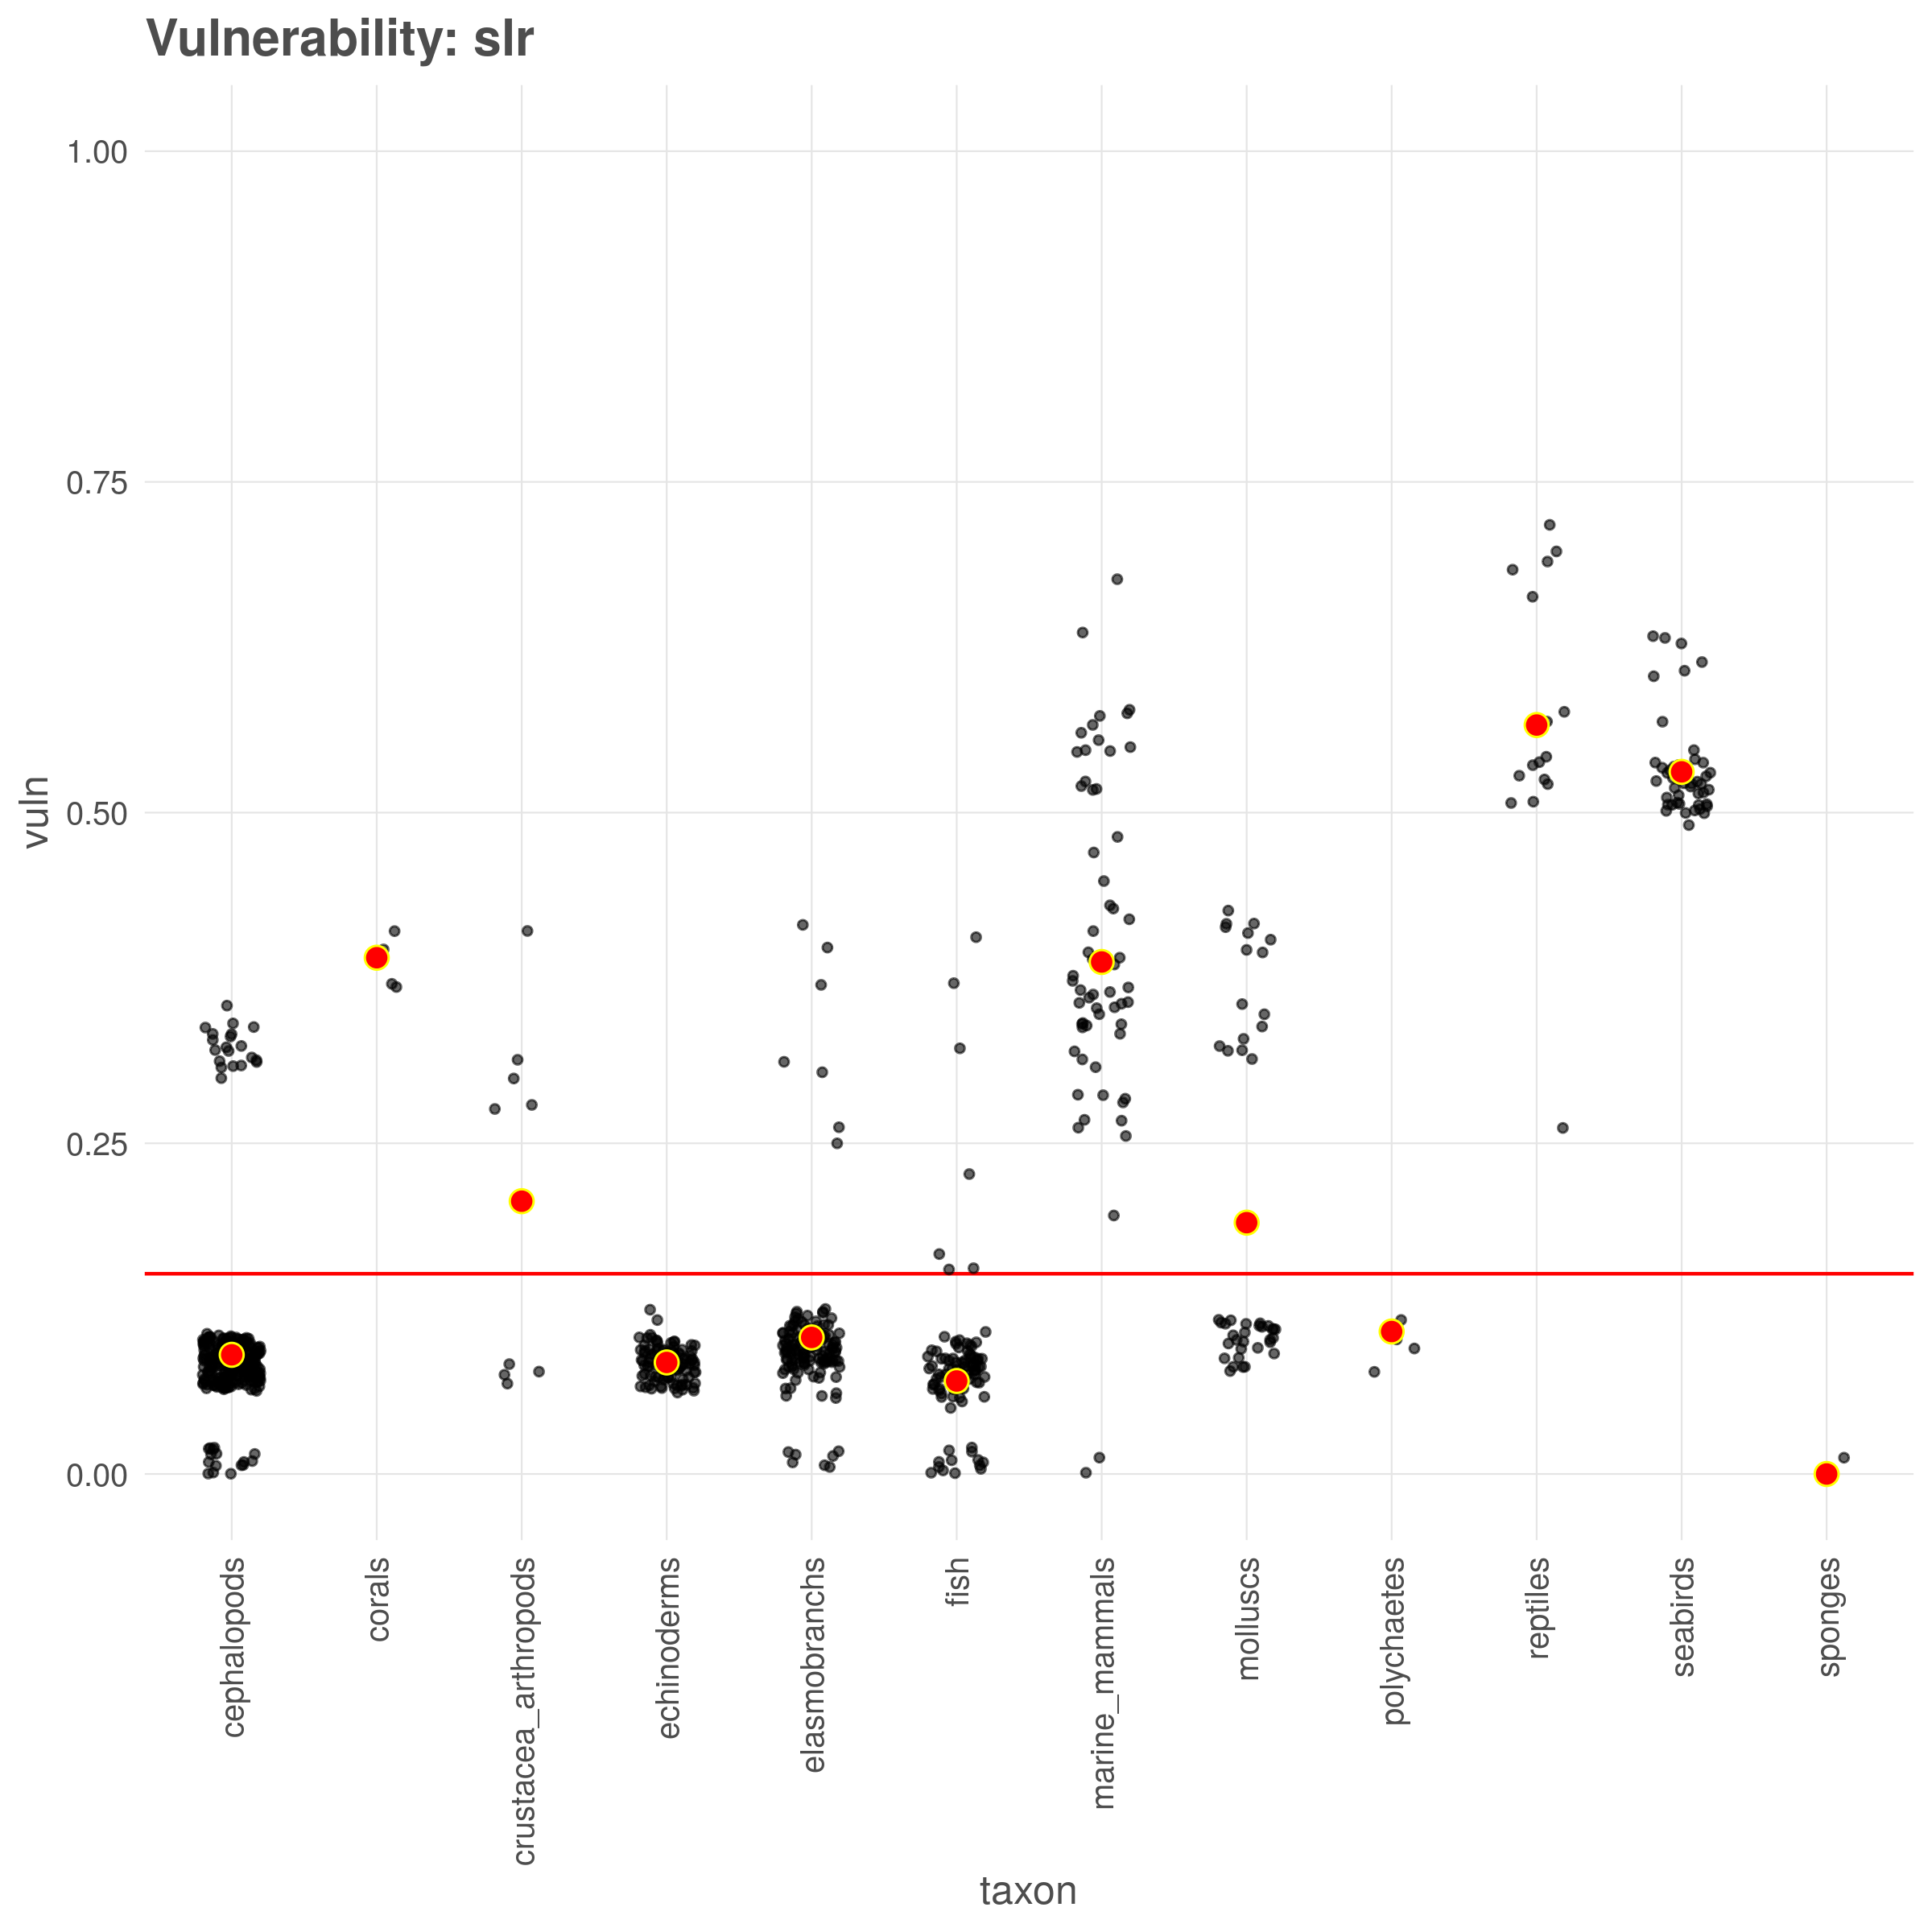 Vulnerability: slr
1.00
0.75
0.50
0.25
0.00
vuln
cephalopods
corals
crustacea_arthropods
echinoderms
elasmobranchs
fish
marine_mammals
molluscs
polychaetes
reptiles
seabirds
sponges
taxon